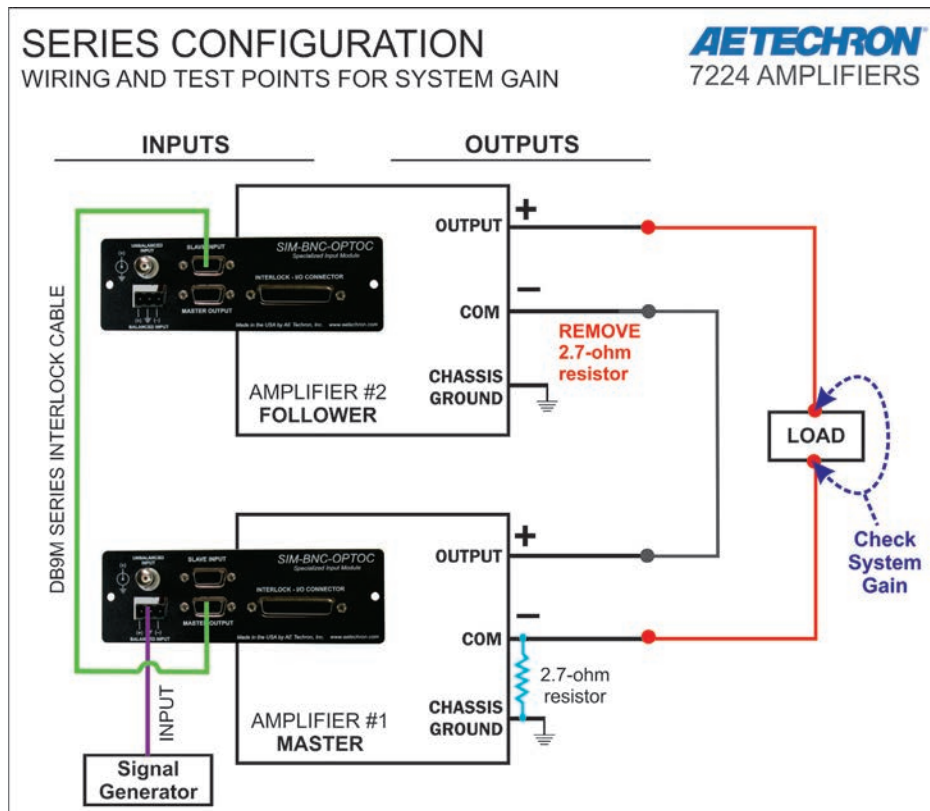 SERIES CONFIGURATION
WIRING AND TEST POINTS FOR SYSTEM GAIN
AE TECHRON
7224 AMPLIFIERS
INPUTS
OUTPUTS
DB9M SERIES INTERLOCK CABLE
UNBALANCED
INPUT
(+)
SLAVE INPUT
SIM-BNC-OPTOC
Specialized Input Module
INTERLOCK - I/O CONNECTOR
MASTER OUTPUT
(+) (-)
BALANCED INPUT
Made in the USA by AE Techron, Inc. www.aetechron.com
AMPLIFIER #2
FOLLOWER
OUTPUT
+
COM
−
CHASSIS
GROUND
REMOVE
2.7-ohm
resistor
LOAD
Check
System
Gain
UNBALANCED
INPUT
(+)
SLAVE INPUT
SIM-BNC-OPTOC
Specialized Input Module
INTERLOCK - I/O CONNECTOR
MASTER OUTPUT
(+) (-)
BALANCED INPUT
Made in the USA by AE Techron, Inc. www.aetechron.com
AMPLIFIER #1
MASTER
OUTPUT
+
COM
−
CHASSIS
GROUND
2.7-ohm
resistor
INPUT
Signal
Generator